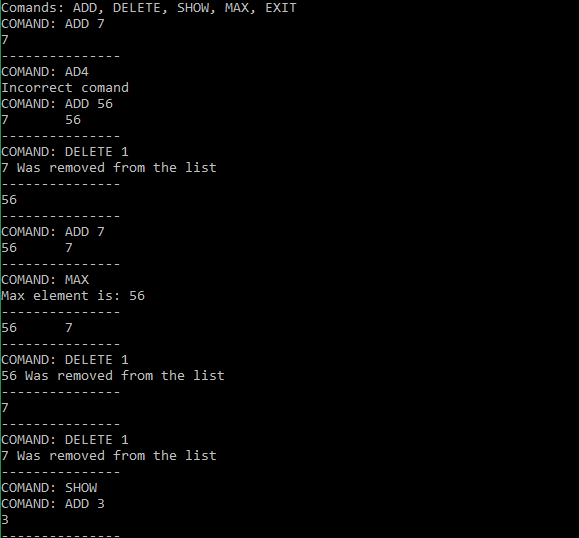 Comands: ADD, DELETE, SHOW, MAX, EXIT
COMAND: ADD 7
7
---------------
COMAND: AD4
Incorrect comand
COMAND: ADD 56
7       56
---------------
COMAND: DELETE 1
7 Was removed from the list
---------------
56
---------------
COMAND: ADD 7
56      7
---------------
COMAND: MAX
Max element is: 56
---------------
56      7
---------------
COMAND: DELETE 1
56 Was removed from the list
---------------
7
---------------
COMAND: DELETE 1
7 Was removed from the list
---------------
COMAND: SHOW
COMAND: ADD 3
3
---------------